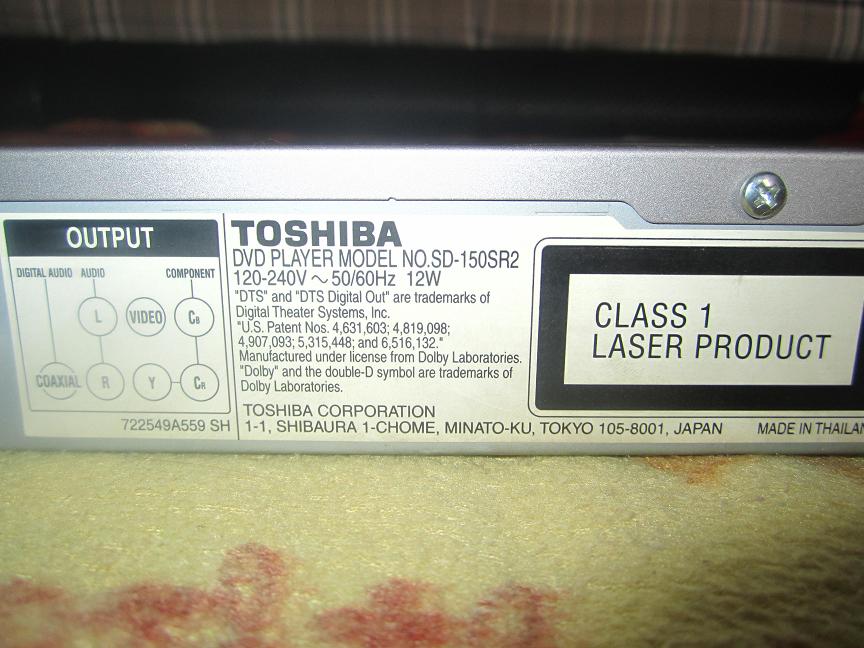 OUTPUT
DIGITAL AUDIO AUDIO COMPONENT
L VIDEO CB
COAXIAL R Y CR
722549A559 SH
TOSHIBA
DVD PLAYER MODEL NO.SD-150SR2
120-240V ~ 50/60Hz 12W
"DTS" and "DTS Digital Out" are trademarks of
Digital Theater Systems, Inc.
"U.S. Patent Nos. 4,631,603; 4,819,098;
4,907,093; 5,315,448; and 6,516,132."
Manufactured under license from Dolby Laboratories.
"Dolby" and the double-D symbol are trademarks of
Dolby Laboratories.
TOSHIBA CORPORATION
1-1, SHIBAURA 1-CHOME, MINATO-KU, TOKYO 105-8001, JAPAN
CLASS 1
LASER PRODUCT
MADE IN THAILAN